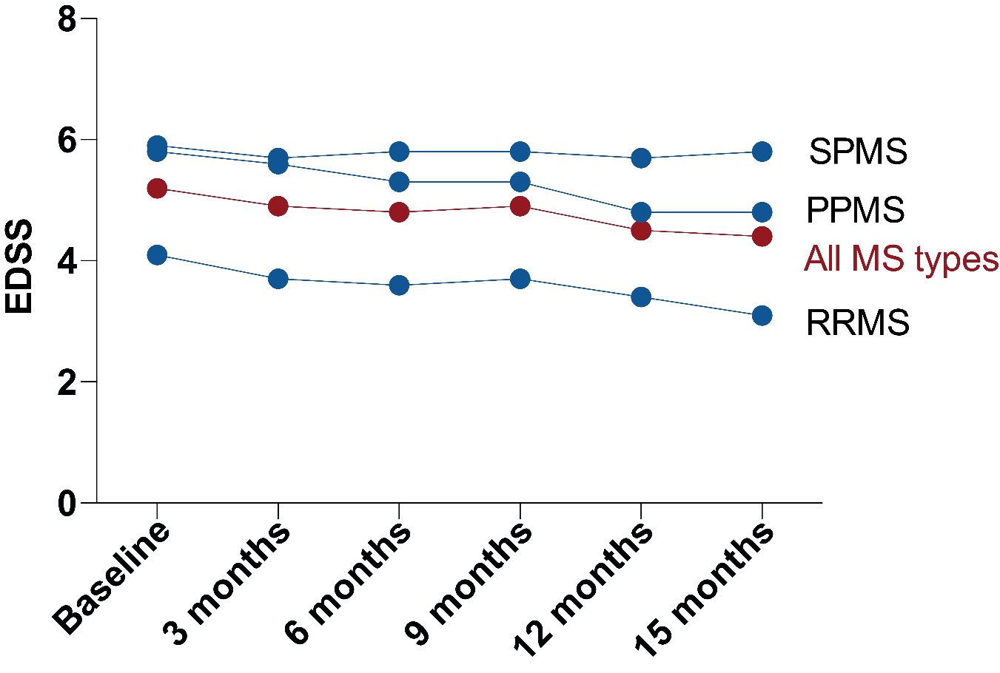 EDSS
8
6
4
2
0
SPMS
PPMS
All MS types
RRMS
Baseline
3 months
6 months
9 months
12 months
15 months